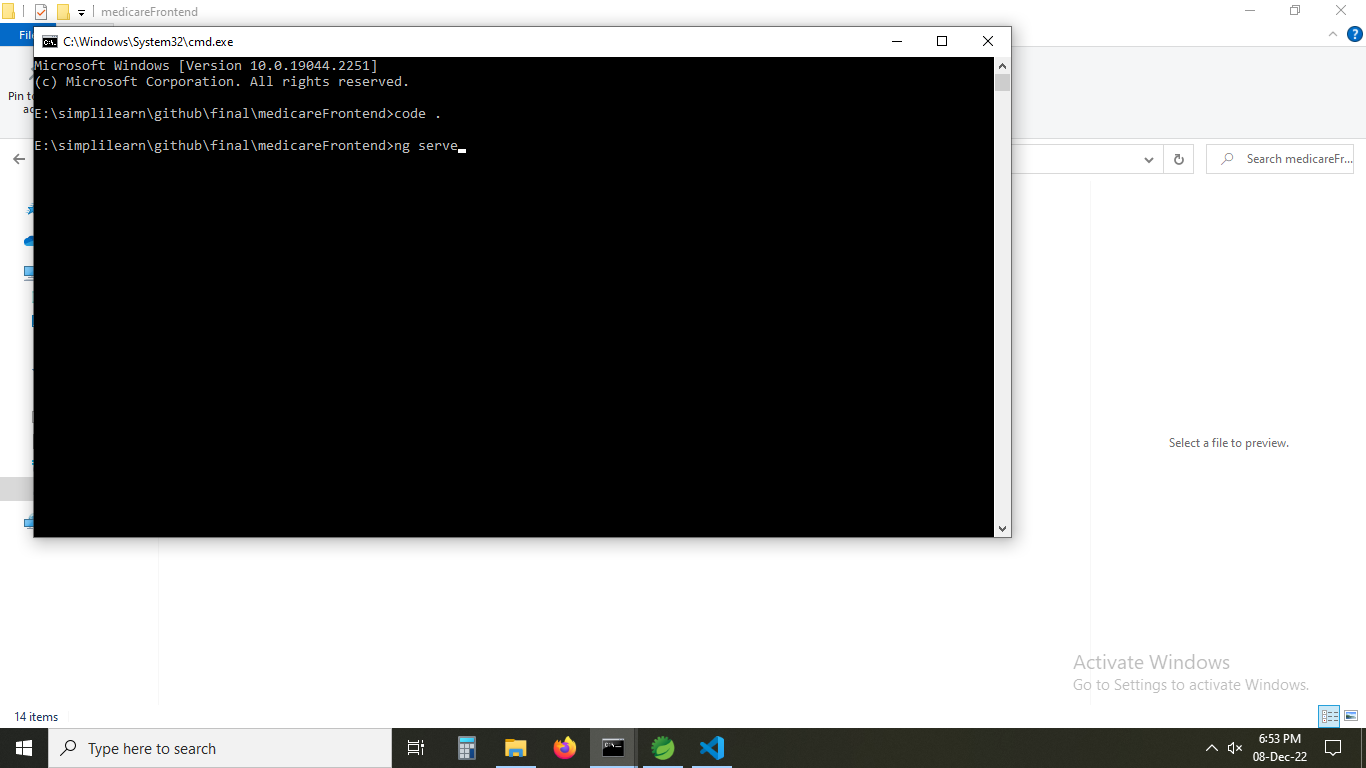 medicareFrontend
File
C:\Windows\System32\cmd.exe
Microsoft Windows [Version 10.0.19044.2251]
(c) Microsoft Corporation. All rights reserved.
E:\simplilearn\github\final\medicareFrontend>code .
E:\simplilearn\github\final\medicareFrontend>ng serve
Pin to
Search medicareFr...
Select a file to preview.
Activate Windows
Go to Settings to activate Windows.
14 items
Type here to search
6:53 PM
08-Dec-22